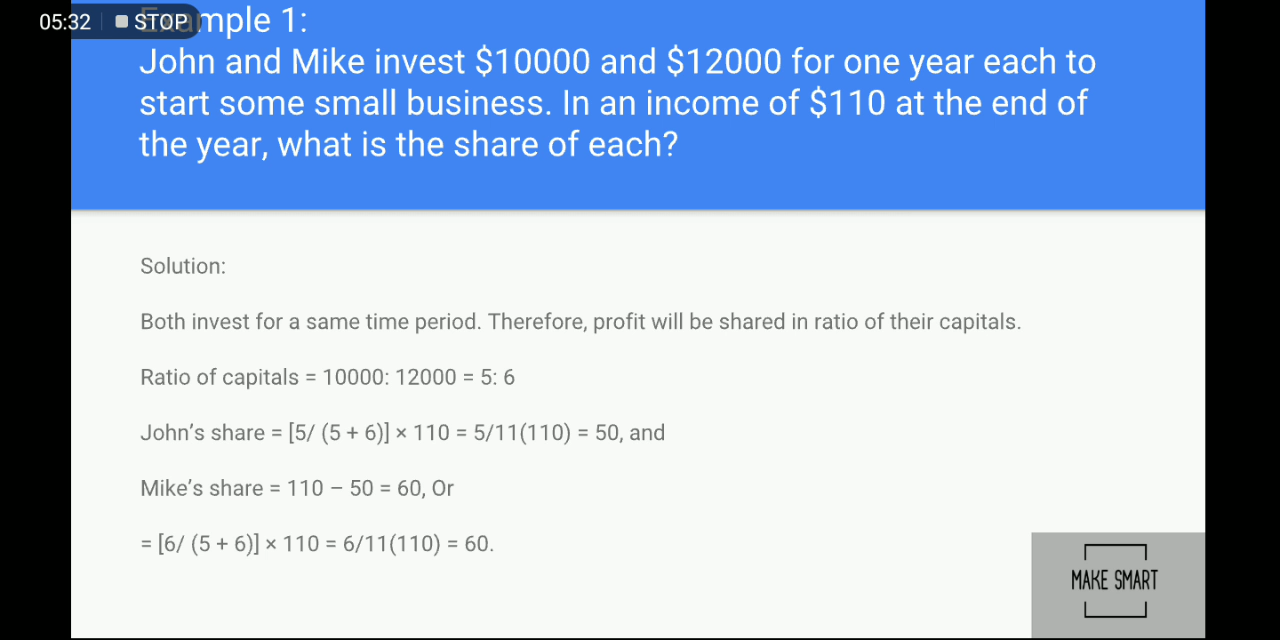 05:32 STOP
Example 1:
John and Mike invest $10000 and $12000 for one year each to
start some small business. In an income of $110 at the end of
the year, what is the share of each?
Solution:
Both invest for a same time period. Therefore, profit will be shared in ratio of their capitals.
Ratio of capitals = 10000: 12000 = 5: 6
John’s share = [5/ (5 + 6)] × 110 = 5/11(110) = 50, and
Mike’s share = 110 – 50 = 60, Or
= [6/ (5 + 6)] × 110 = 6/11(110) = 60.
MAKE SMART